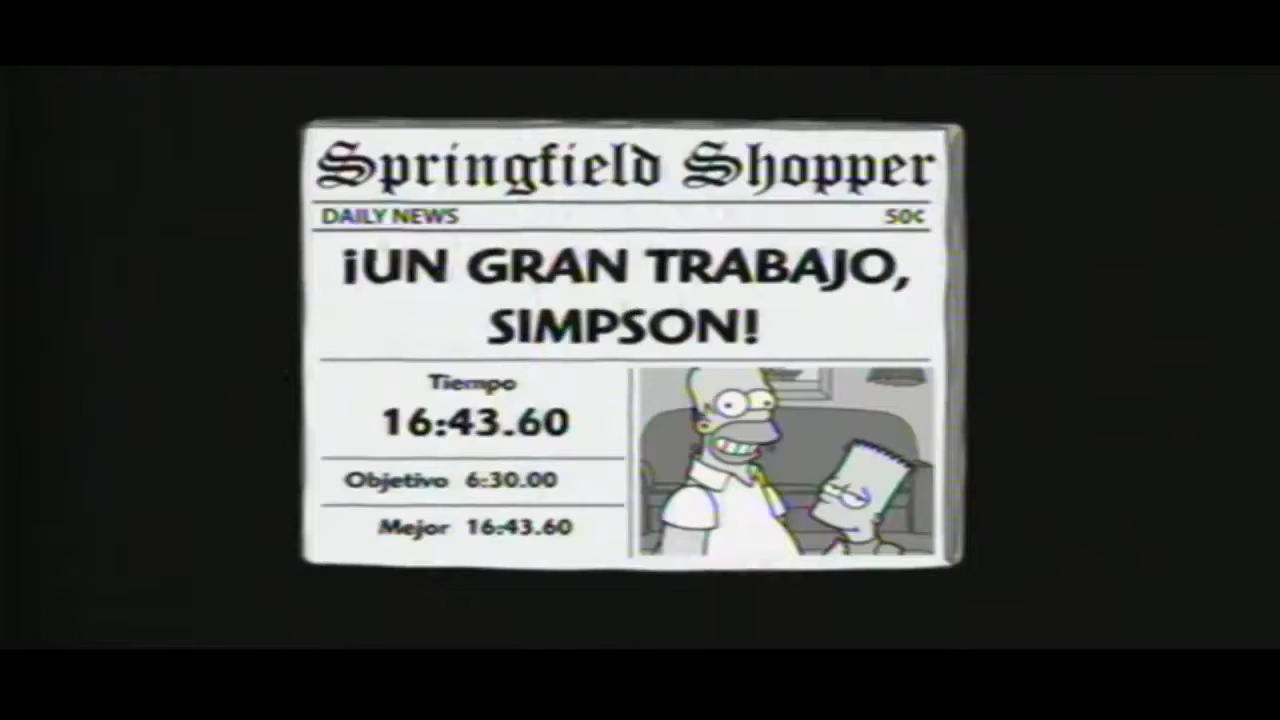 Springfield Shopper
DAILY NEWS 50¢
¡UN GRAN TRABAJO,
SIMPSON!
Tiempo
16:43.60
Objetivo 6:30.00
Mejor 16:43.60